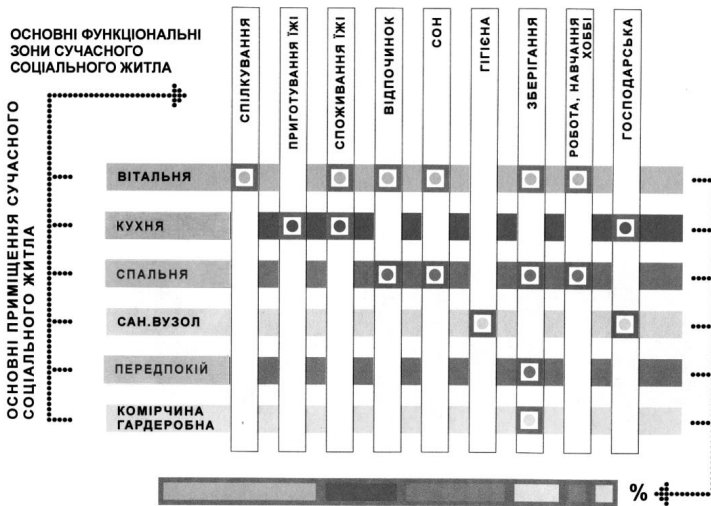 ОСНОВНІ ФУНКЦІОНАЛЬНІ
ЗОНИ СУЧАСНОГО
СОЦІАЛЬНОГО ЖИТЛА
СПІЛКУВАННЯ
ПРИГОТУВАННЯ ЇЖІ
СПОЖИВАННЯ ЇЖІ
ВІДПОЧИНОК
СОН
ГІГІЄНА
ЗБЕРІГАННЯ
РОБОТА, НАВЧАННЯ
ХОББІ
ГОСПОДАРСЬКА
ОСНОВНІ ПРИМІЩЕННЯ СУЧАСНОГО
СОЦІАЛЬНОГО ЖИТЛА
ВІТАЛЬНЯ
КУХНЯ
СПАЛЬНЯ
САН.ВУЗОЛ
ПЕРЕДПОКІЙ
КОМІРЧИНА
ГАРДЕРОБНА
%